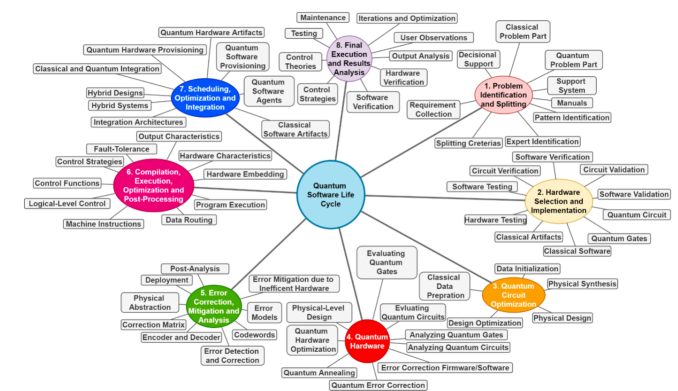 Quantum
Software Life
Cycle
1. Problem
Identification
and Splitting
Classical
Problem Part
Decisional
Support
Quantum
Problem Part
Support
System
Manuals
Pattern Identification
Requirement
Collection
Splitting Creterias
Expert Identification
2. Hardware
Selection and
Implementation
Software Verification
Circuit Verification
Circuit Validation
Software Testing
Software Validation
Quantum Circuit
Hardware Testing
Classical Artifacts
Quantum Gates
Classical Software
3. Quantum
Circuit
Optimization
Data Initialization
Classical
Data
Prepration
Physical Synthesis
Physical Design
Design Optimization
4. Quantum
Hardware
Evaluating
Quantum
Gates
Physical-Level
Design
Evluating
Quantum Circuits
Quantum
Hardware
Optimization
Analyzing Quantum Gates
Analyzing Quantum Circuits
Error Correction Firmware/Software
Quantum Annealing
Quantum Error Correction
5. Error
Correction,
Mitigation and
Analysis
Post-Analysis
Deployment
Error Mitigation due to
Inefficent Hardware
Physical
Abstraction
Error
Models
Correction Matrix
Encoder and Decoder
Codewords
Error Detection
and Correction
6. Compilation,
Execution,
Optimization and
Post-Processing
Output Characteristics
Fault-Tolerance
Control Strategies
Hardware Characteristics
Hardware Embedding
Control Functions
Logical-Level Control
Program Execution
Data Routing
Machine Instructions
7. Scheduling,
Optimization and
Integration
Quantum Hardware Artifacts
Quantum Hardware Provisioning
Quantum
Software
Provisioning
Classical and Quantum Integration
Quantum
Software
Agents
Hybrid Designs
Hybrid Systems
Integration Architectures
Classical
Software Artifacts
8. Final
Execution
and Results
Analysis
Maintenance
Iterations and Optimization
Testing
User Observations
Control
Theories
Output Analysis
Hardware
Verification
Control
Strategies
Software
Verification